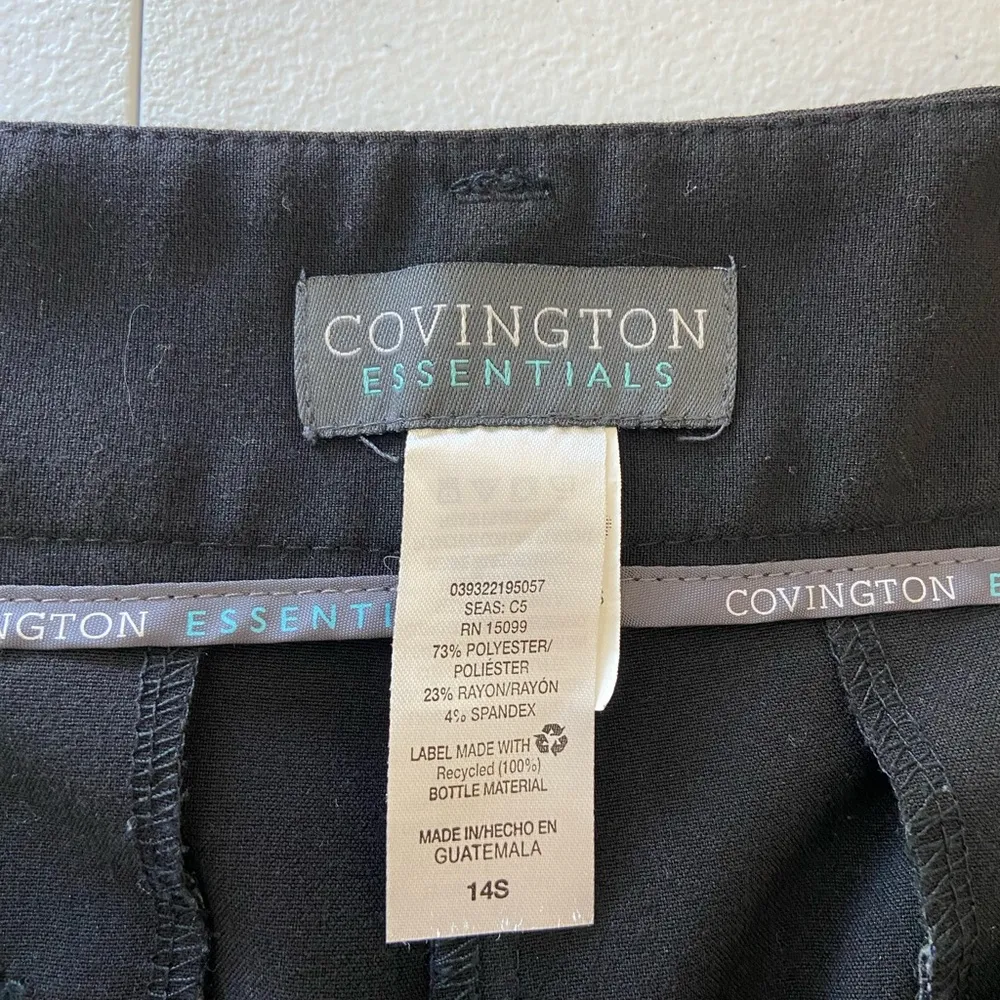 COVINGTON
ESSENTIALS
039322195057
SEAS: C5
RN 15099
73% POLYESTER/
POLIÉSTER
23% RAYON/RAYÓN
4% SPANDEX
LABEL MADE WITH
Recycled (100%)
BOTTLE MATERIAL
MADE IN/HECHO EN
GUATEMALA
14S
NGTON ESSENTI COVINGTON E